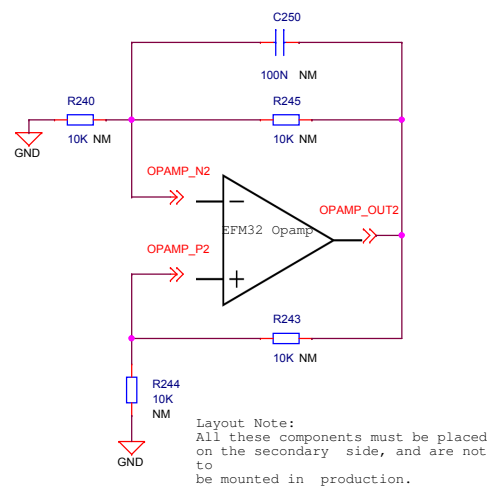 C250
100N NM
R240
R245
10K NM
10K NM
GND
OPAMP_N2
OPAMP_OUT2
EFM32 Opamp
OPAMP_P2
R243
10K NM
R244
10K
NM
GND
Layout Note:
All these components must be placed
on the secondary side, and are not
to
be mounted in production.